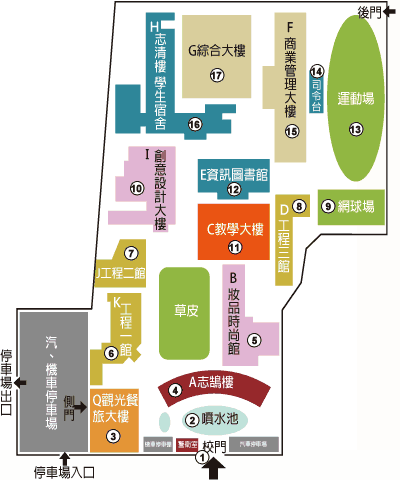 後門
H
志清樓 學生宿舍
16
G綜合大樓
17
F
商業管理大樓
15
14
司令台
運動場
13
I
創意設計大樓
10
E資訊圖書館
12
D
工程三館
8
9
網球場
C教學大樓
11
7
J工程二館
B
妝品時尚館
5
草皮
K
工程一館
6
汽、機車停車場
停車場出口
側門
停車場入口
A志鵠樓
4
Q觀光餐
旅大樓
3
2
噴水池
警衛室
校門
1
汽車停車場